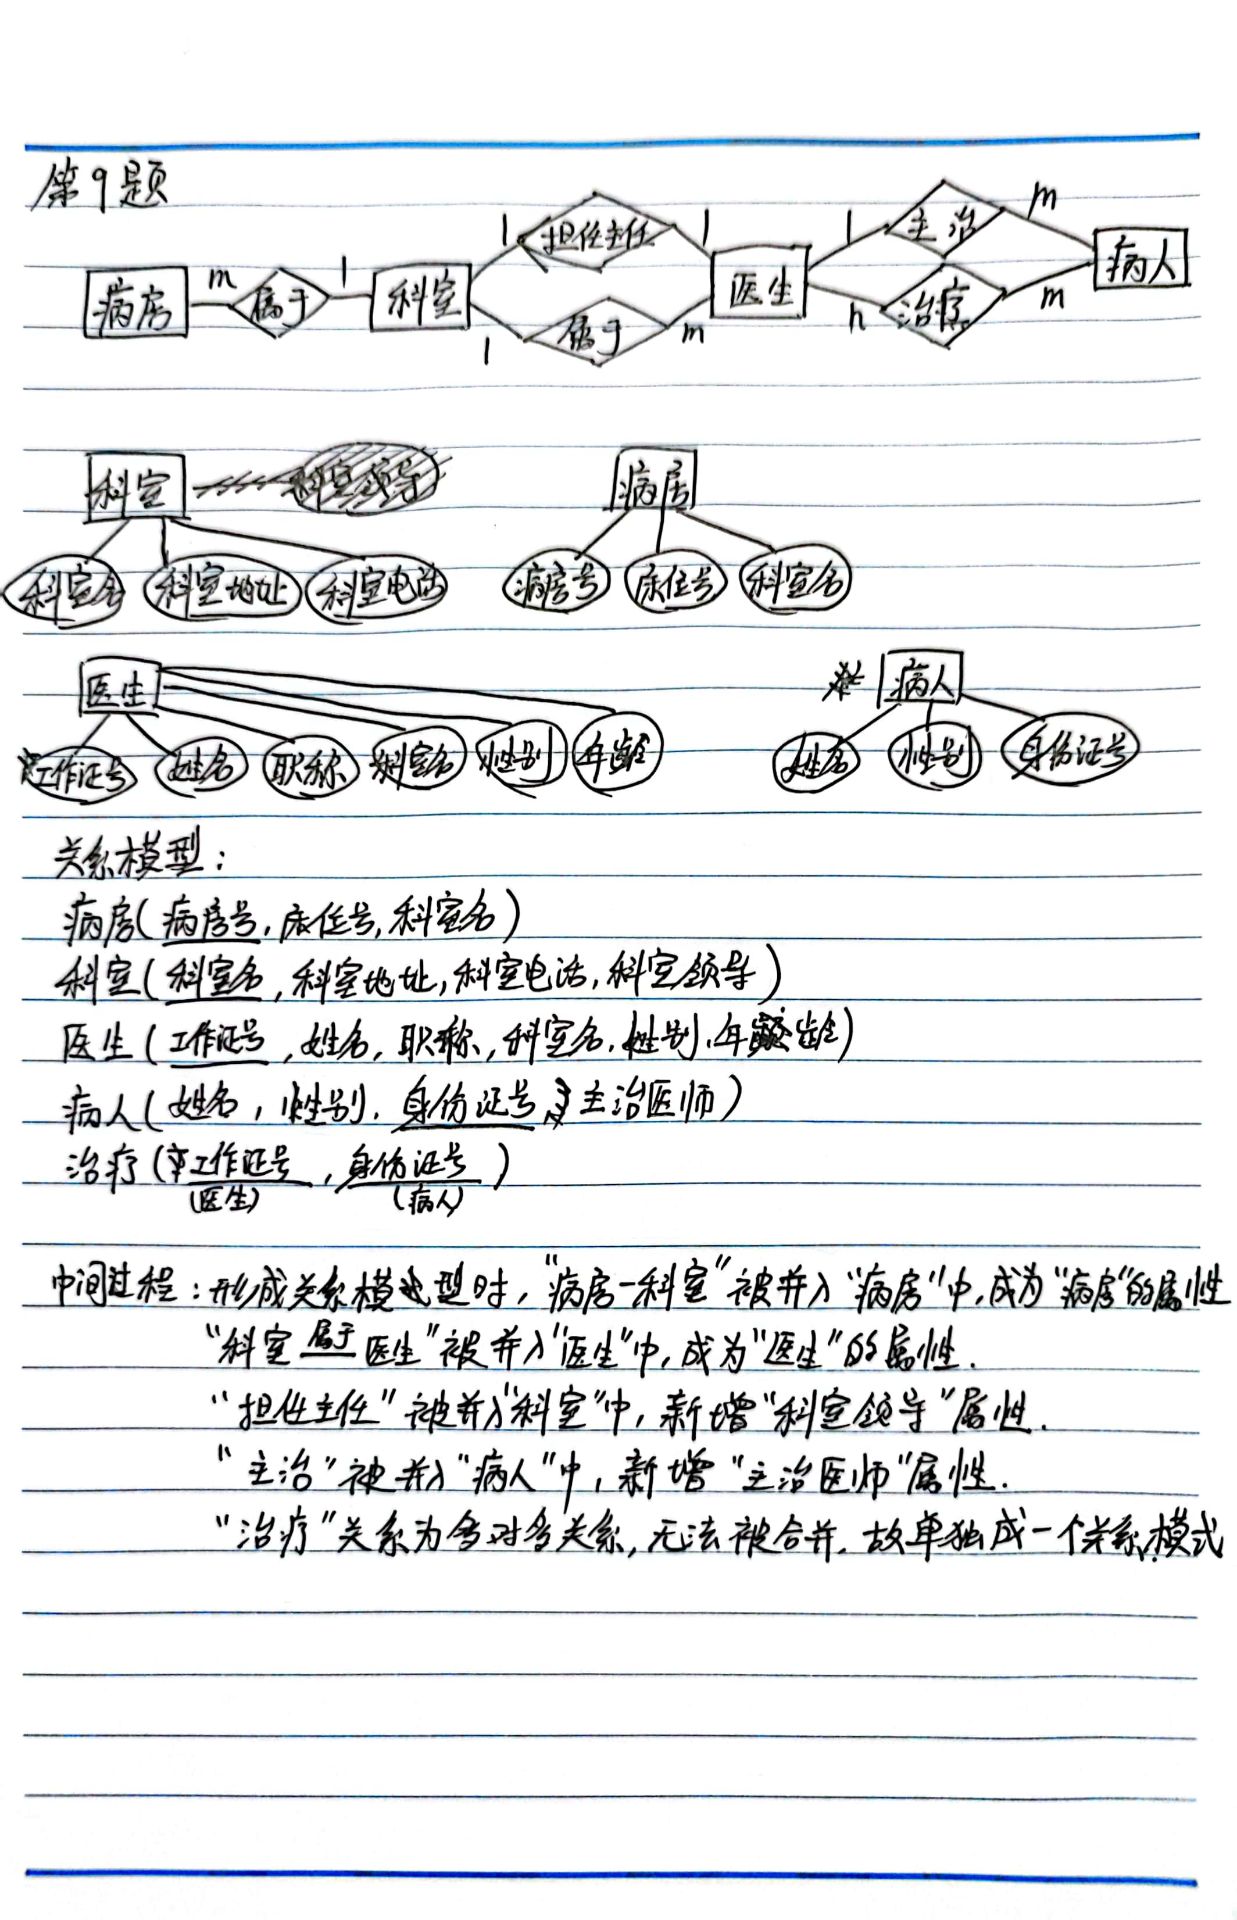 第9题
担任主任 主治
1 1 1 m
病房 m 属于 1 科室 医生 病人
1 属于 m n 治疗 m
科室 病房
科室名 科室地址 科室电话 病房号 床位号 科室名
医生 病人
工作证号 姓名 职称 科室名 性别 年龄 姓名 性别 身份证号
关系模型:
病房(病房号,床位号,科室名)
科室(科室名,科室地址,科室电话,科室领导)
医生(工作证号,姓名,职称,科室名,性别,年龄)
病人(姓名,性别,身份证号,主治医师)
治疗(工作证号,身份证号)
(医生) (病人)
中间过程:形成关系模型时,“病房-科室”被并入“病房”中,成为“病房”的属性
“科室属于医生”被并入“医生”中,成为“医生”的属性.
“担任主任”被并入“科室”中,新增“科室领导”属性.
“主治”被并入“病人”中,新增“主治医师”属性.
“治疗”关系为多对多关系,无法被合并.故单独成一个关系模式